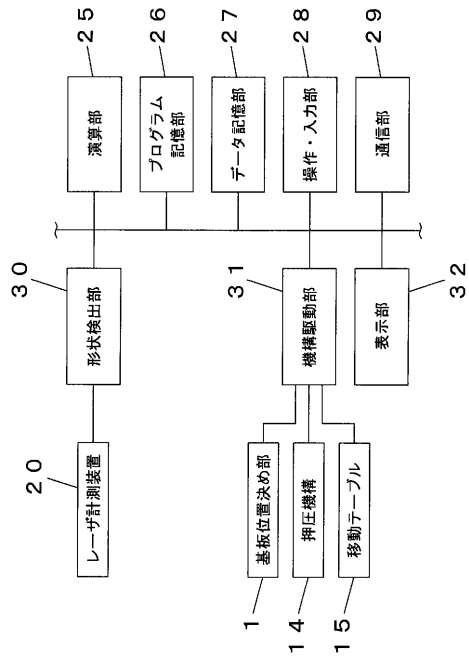 20
レーザ計測装置
30
形状検出部
演算部
25
プログラム
記憶部
26
データ記憶部
27
操作・入力部
28
通信部
29
1
基板位置決め部
14
押圧機構
15
移動テーブル
31
機構駆動部
表示部
32